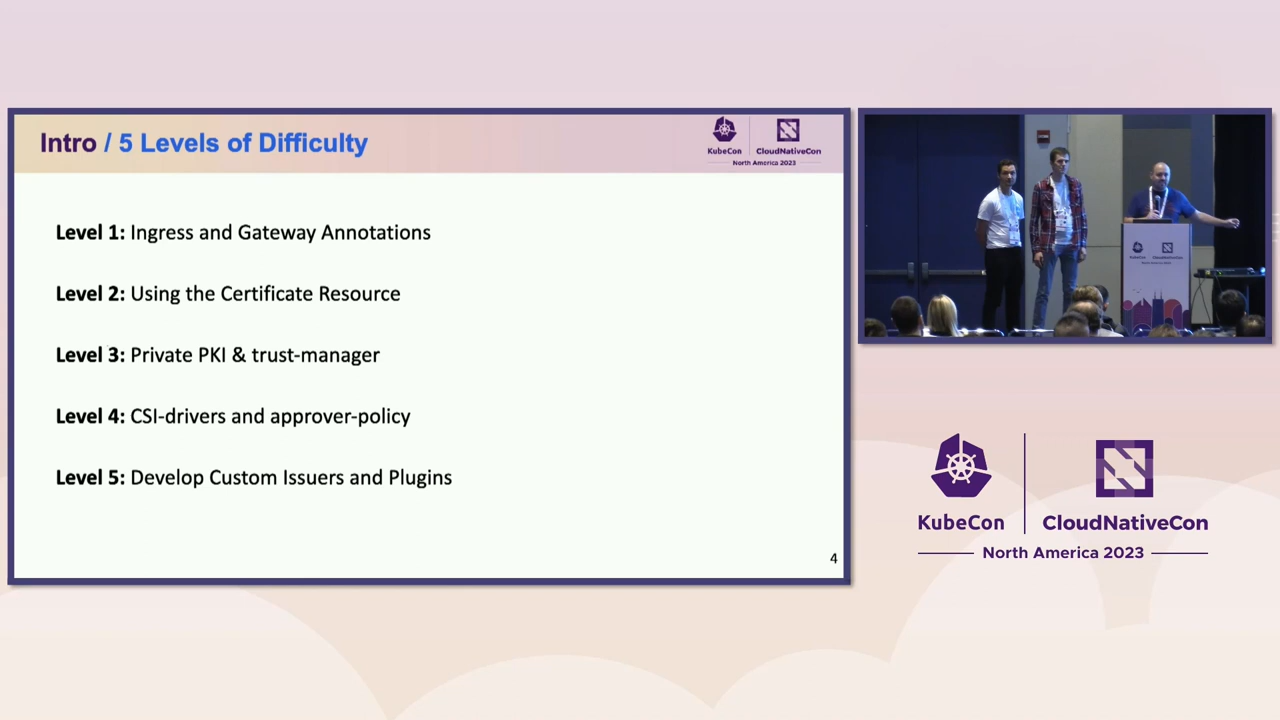 Intro / 5 Levels of Difficulty
KubeCon
CloudNativeCon
North America 2023
Level 1: Ingress and Gateway Annotations
Level 2: Using the Certificate Resource
Level 3: Private PKI & trust-manager
Level 4: CSI-drivers and approver-policy
Level 5: Develop Custom Issuers and Plugins
4
KubeCon
CloudNativeCon
North America 2023